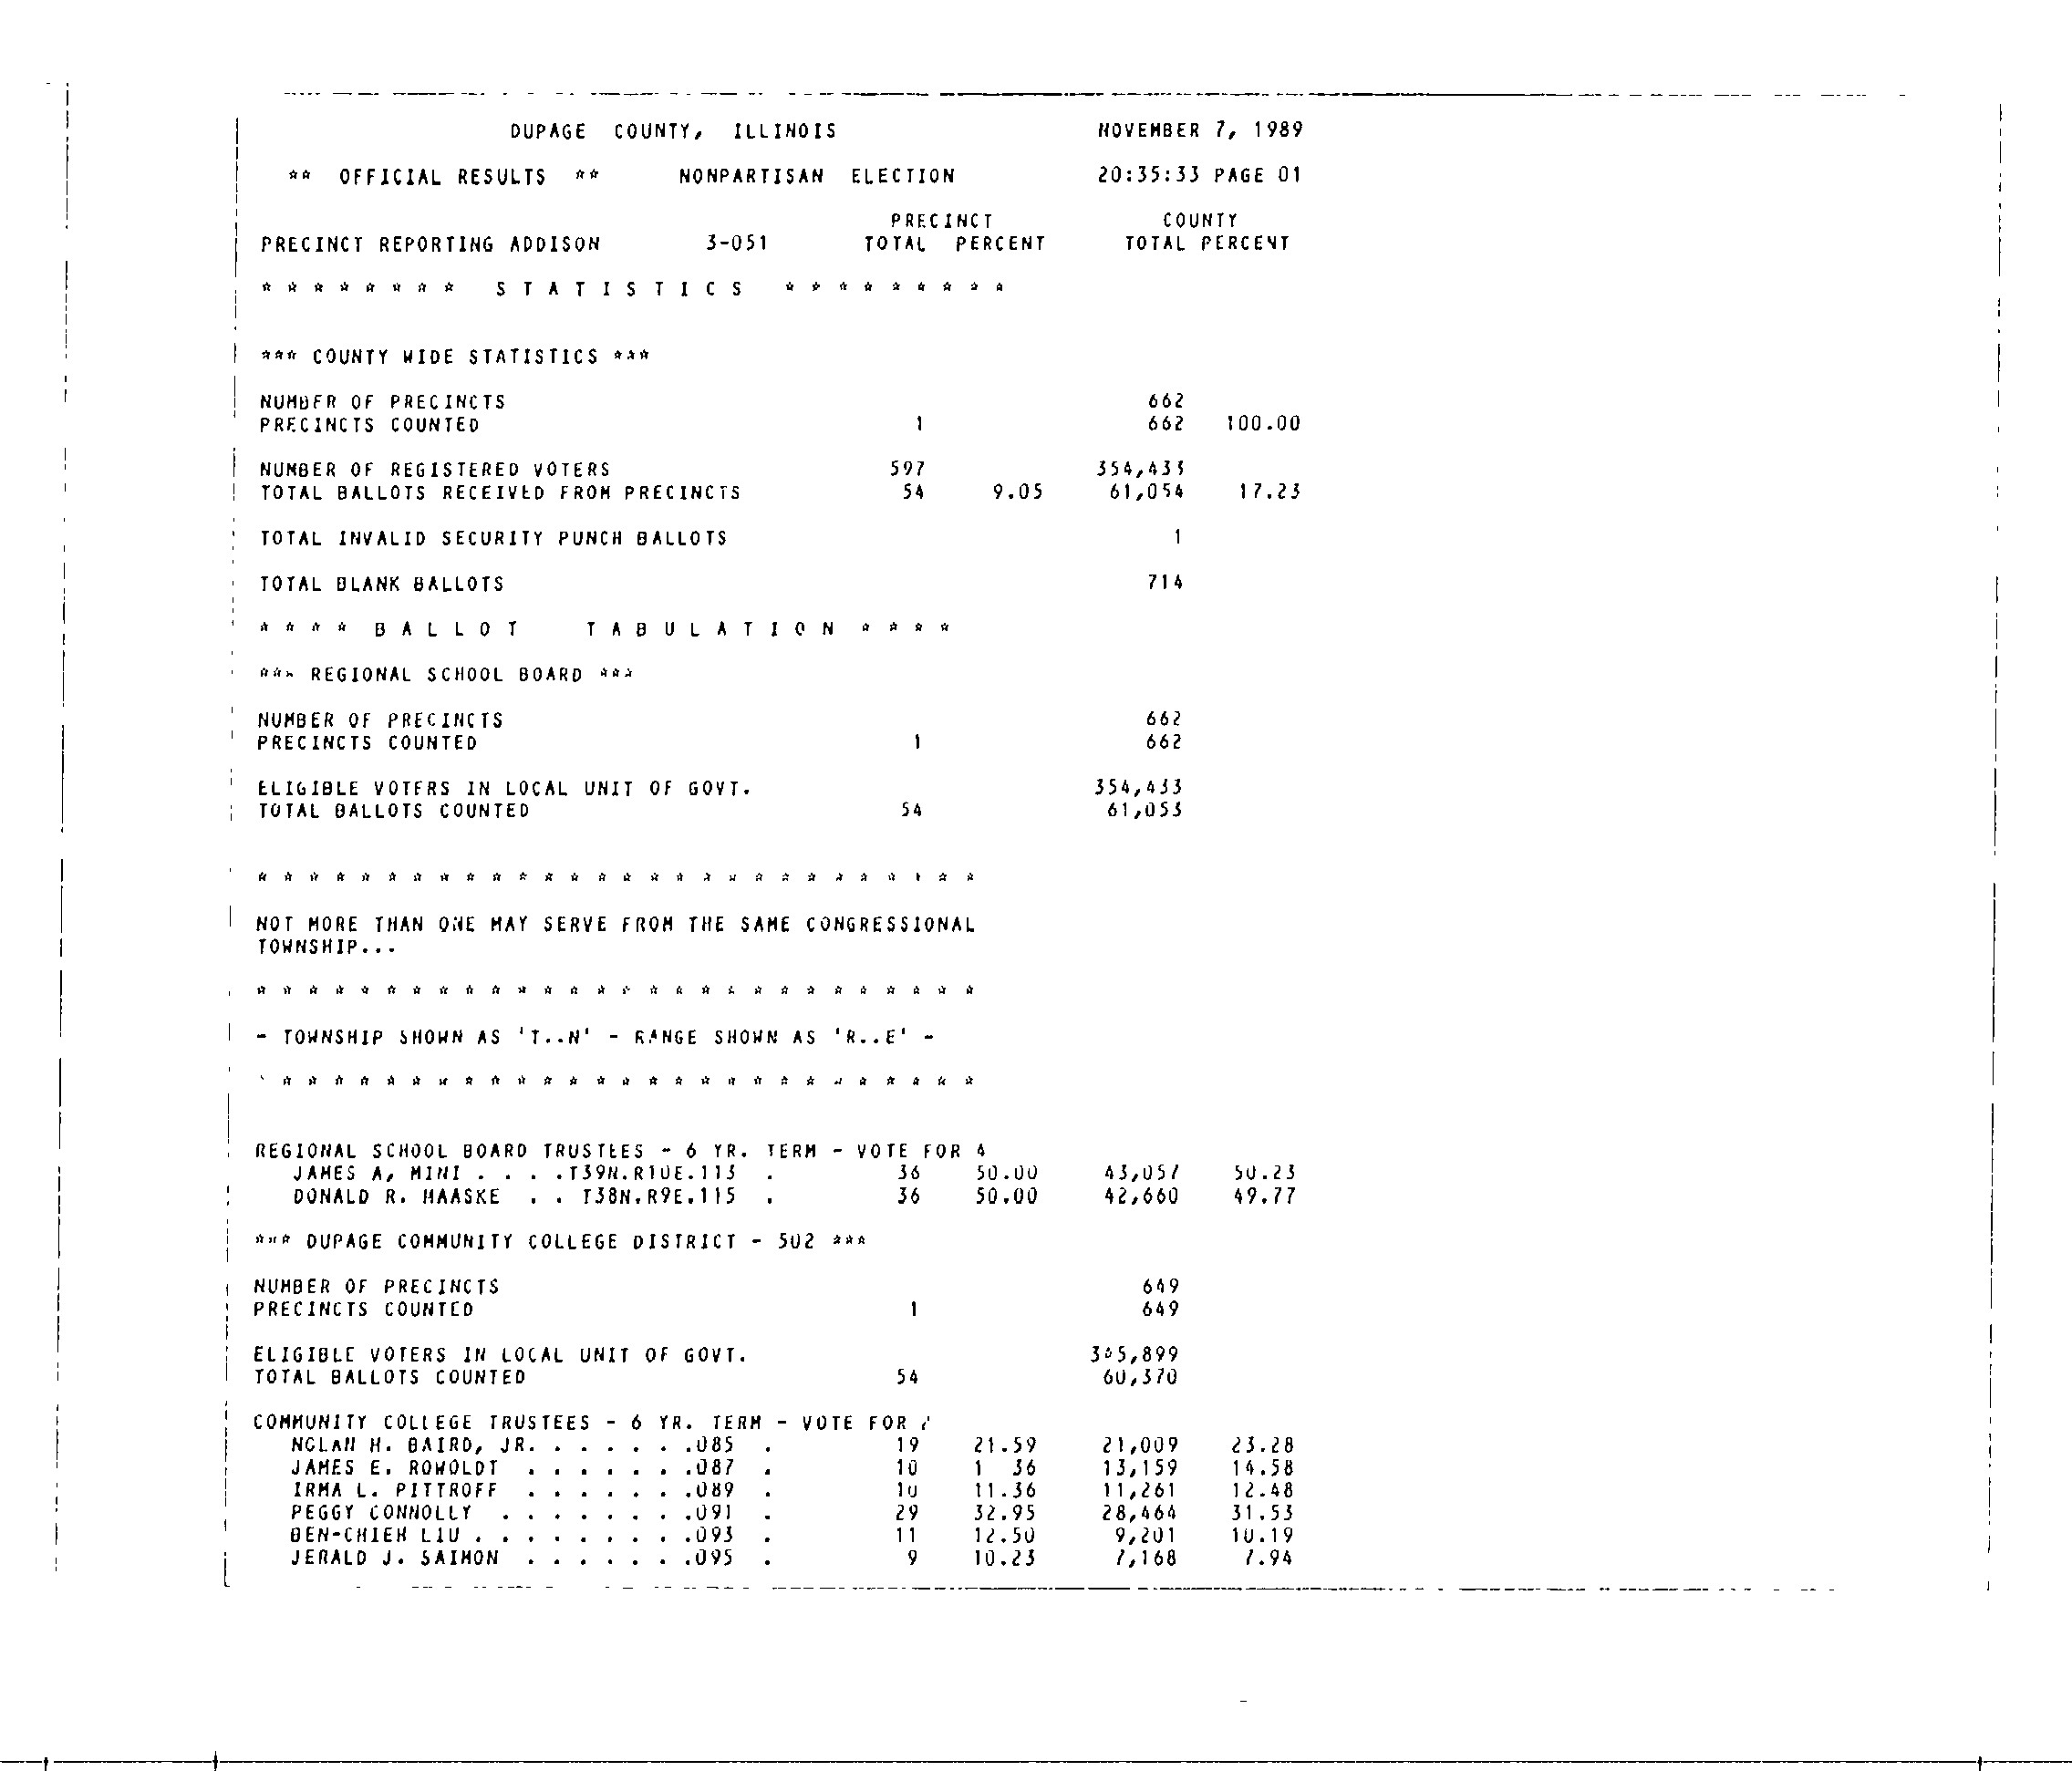 DUPAGE COUNTY, ILLINOIS NOVEMBER 7, 1989
** OFFICIAL RESULTS ** NONPARTISAN ELECTION 20:35:33 PAGE 01
PRECINCT COUNTY
PRECINCT REPORTING ADDISON 3-051 TOTAL PERCENT TOTAL PERCENT
* * * * * * * * S T A T I S T I C S * * * * * * * * *
*** COUNTY WIDE STATISTICS ***
NUMBER OF PRECINCTS 662
PRECINCTS COUNTED 1 662 100.00
NUMBER OF REGISTERED VOTERS 597 354,433
TOTAL BALLOTS RECEIVED FROM PRECINCTS 54 9.05 61,054 17.23
TOTAL INVALID SECURITY PUNCH BALLOTS 1
TOTAL BLANK BALLOTS 714
* * * * B A L L O T T A B U L A T I O N * * * *
*** REGIONAL SCHOOL BOARD ***
NUMBER OF PRECINCTS 662
PRECINCTS COUNTED 1 662
ELIGIBLE VOTERS IN LOCAL UNIT OF GOVT. 354,433
TOTAL BALLOTS COUNTED 54 61,053
* * * * * * * * * * * * * * * * * * * * * * * * * * * *
NOT MORE THAN ONE MAY SERVE FROM THE SAME CONGRESSIONAL
TOWNSHIP...
* * * * * * * * * * * * * * * * * * * * * * * * * * * *
- TOWNSHIP SHOWN AS 'T..N' - RANGE SHOWN AS 'R..E' -
* * * * * * * * * * * * * * * * * * * * * * * * * * * *
REGIONAL SCHOOL BOARD TRUSTEES - 6 YR. TERM - VOTE FOR 4
JAMES A, MINI . . . .T39N.R10E.113 . 36 50.00 43,057 50.23
DONALD R. HAASKE . . T38N.R9E.115 . 36 50.00 42,660 49.77
*** DUPAGE COMMUNITY COLLEGE DISTRICT - 502 ***
NUMBER OF PRECINCTS 649
PRECINCTS COUNTED 1 649
ELIGIBLE VOTERS IN LOCAL UNIT OF GOVT.
TOTAL BALLOTS COUNTED 54 60,370
COMMUNITY COLLEGE TRUSTEES - 6 YR. TERM - VOTE FOR
NOLAN H. BAIRD, JR. . . . . . .085 . 19 21.59 21,009 23.28
JAMES E. ROWOLDT . . . . . . .087 . 10 1 36 13,159 14.58
IRMA L. PITTROFF . . . . . . .089 . 10 11.36 11,261 12.48
PEGGY CONNOLLY . . . . . . . .091 . 29 32.95 28,464 31.53
BEN-CHIEH LIU . . . . . . . . .093 . 11 12.50 9,201 10.19
JERALD J. SAIMON . . . . . . .095 . 9 10.23 7,168 7.94